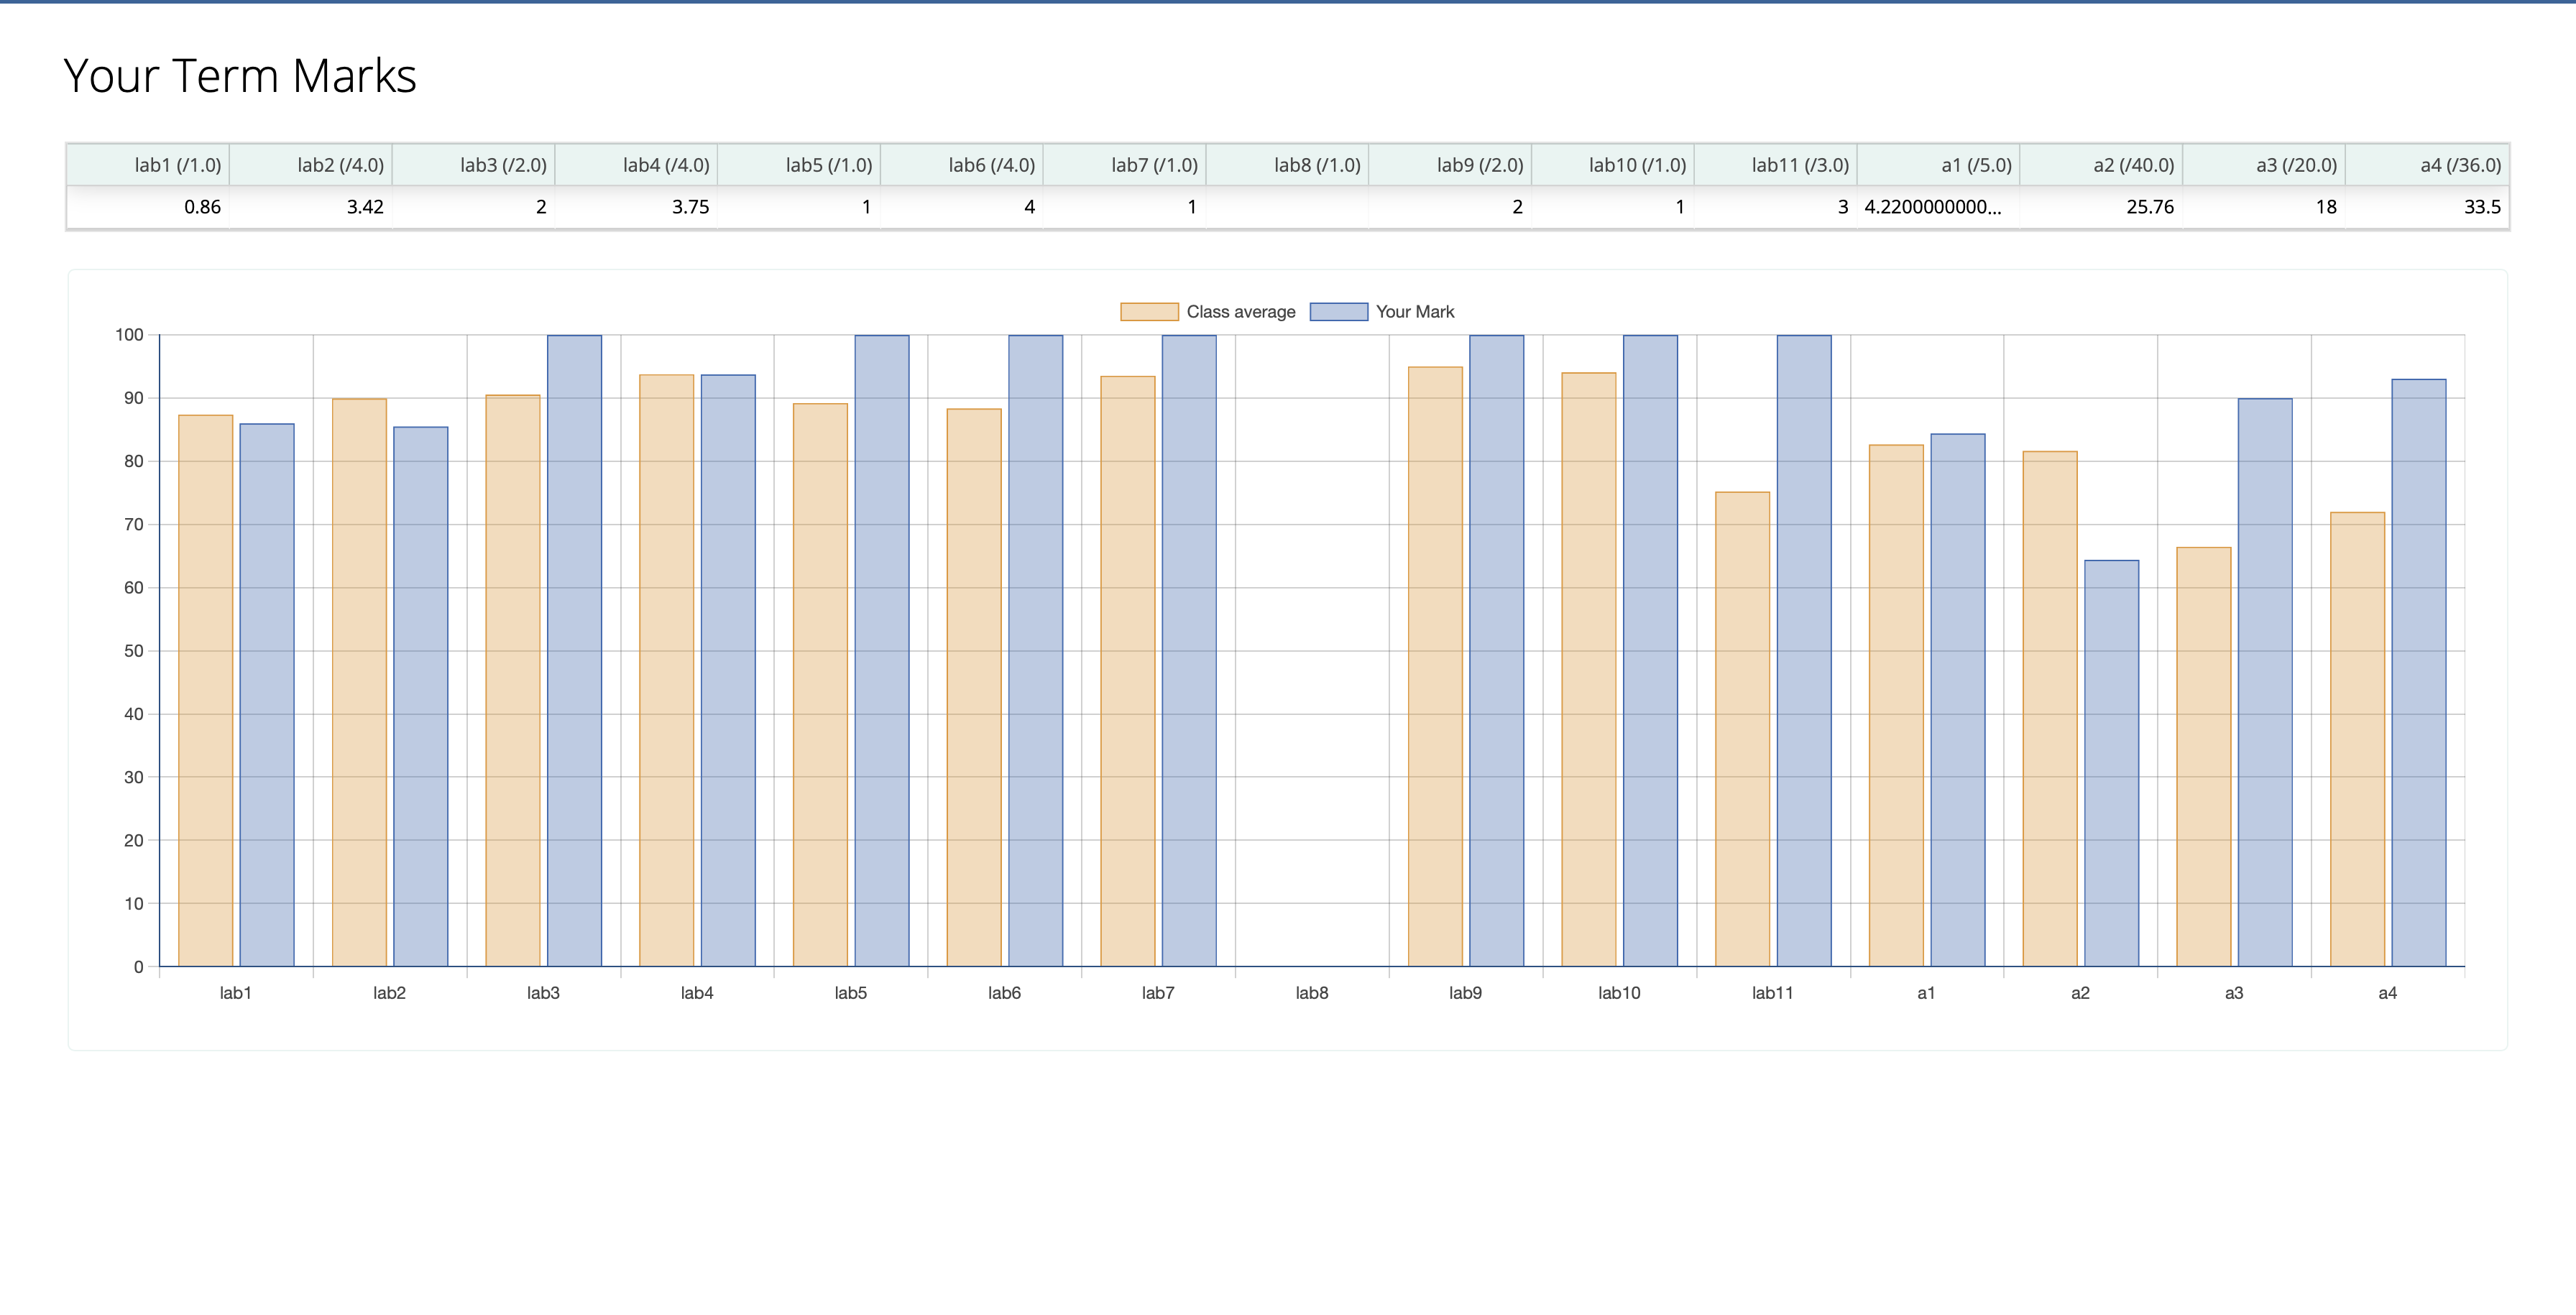 Your Term Marks
lab1 (/1.0) lab2 (/4.0) lab3 (/2.0) lab4 (/4.0) lab5 (/1.0) lab6 (/4.0) lab7 (/1.0) lab8 (/1.0) lab9 (/2.0) lab10 (/1.0) lab11 (/3.0) a1 (/5.0) a2 (/40.0) a3 (/20.0) a4 (/36.0)
0.86 3.42 2 3.75 1 4 1 2 1 3 4.2200000000... 25.76 18 33.5
Class average Your Mark
100
90
80
70
60
50
40
30
20
10
0
lab1 lab2 lab3 lab4 lab5 lab6 lab7 lab8 lab9 lab10 lab11 a1 a2 a3 a4